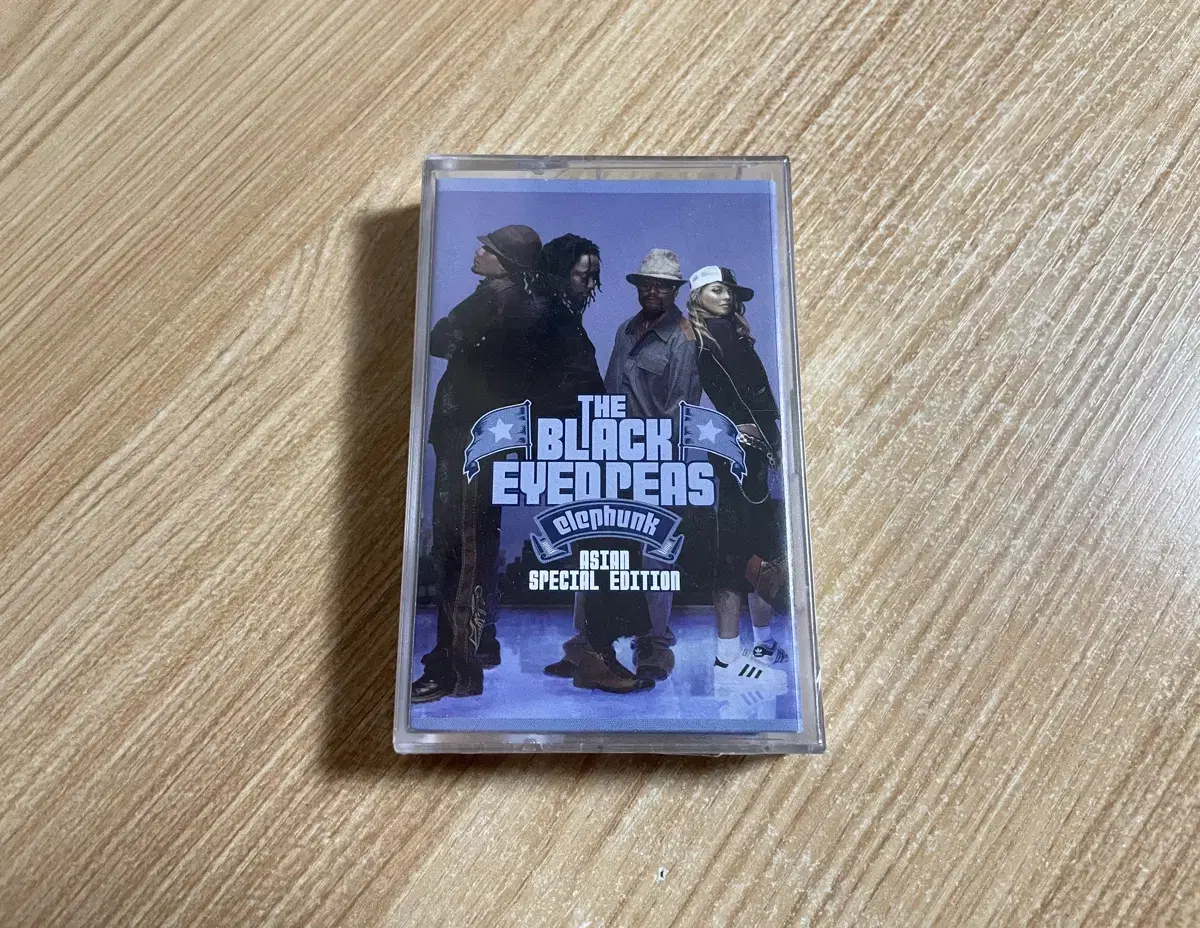 THE
BLACK
EYED PEAS
elephunk
ASIAN
SPECIAL EDITION